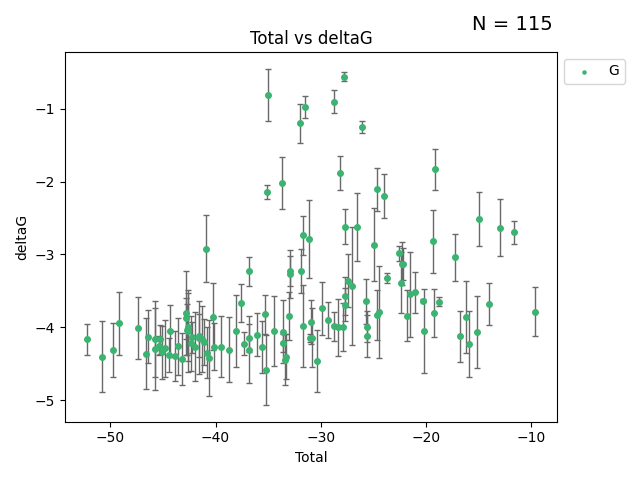 N = 115
Total vs deltaG
G
deltaG
−1
−2
−3
−4
−5
−50
−40
−30
−20
−10
Total